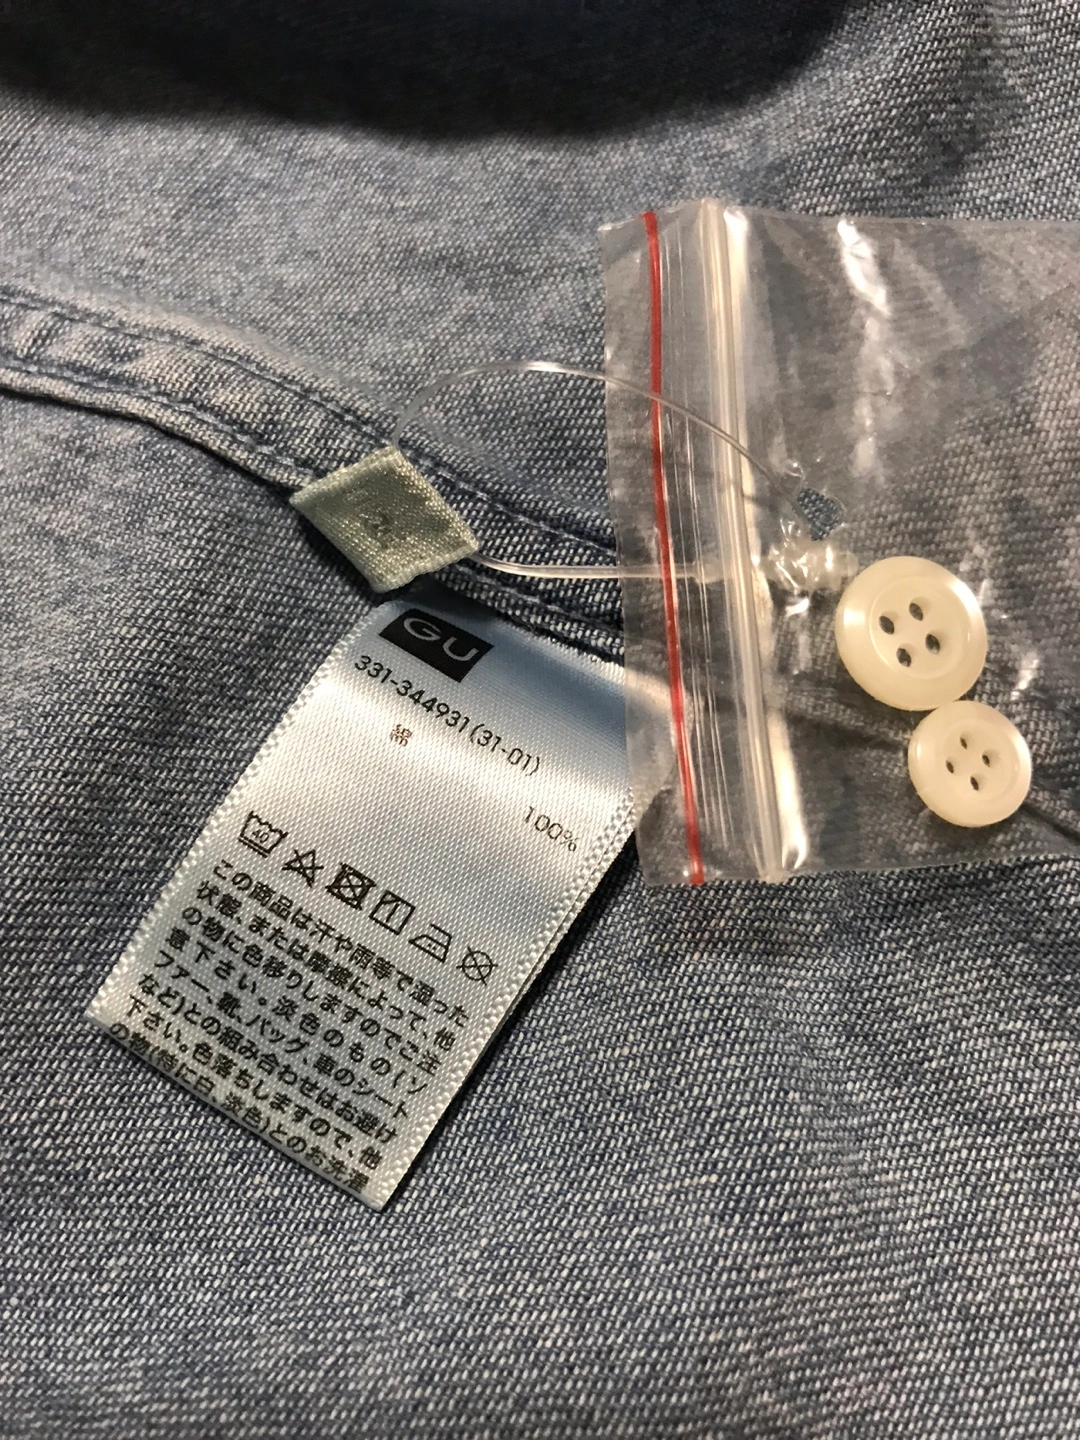 GU
331-344931(31-01)
綿
100%
40
この商品は汗や雨等で湿った
状態、または摩擦によって、他
の物に色移りしますのでご注
意下さい。淡色のもの(ソ
ファー、靴、バッグ、車のシート
など)との組み合わせはお避け
下さい。色落ちしますので、他
の物(特に白、淡色)とのお洗濯